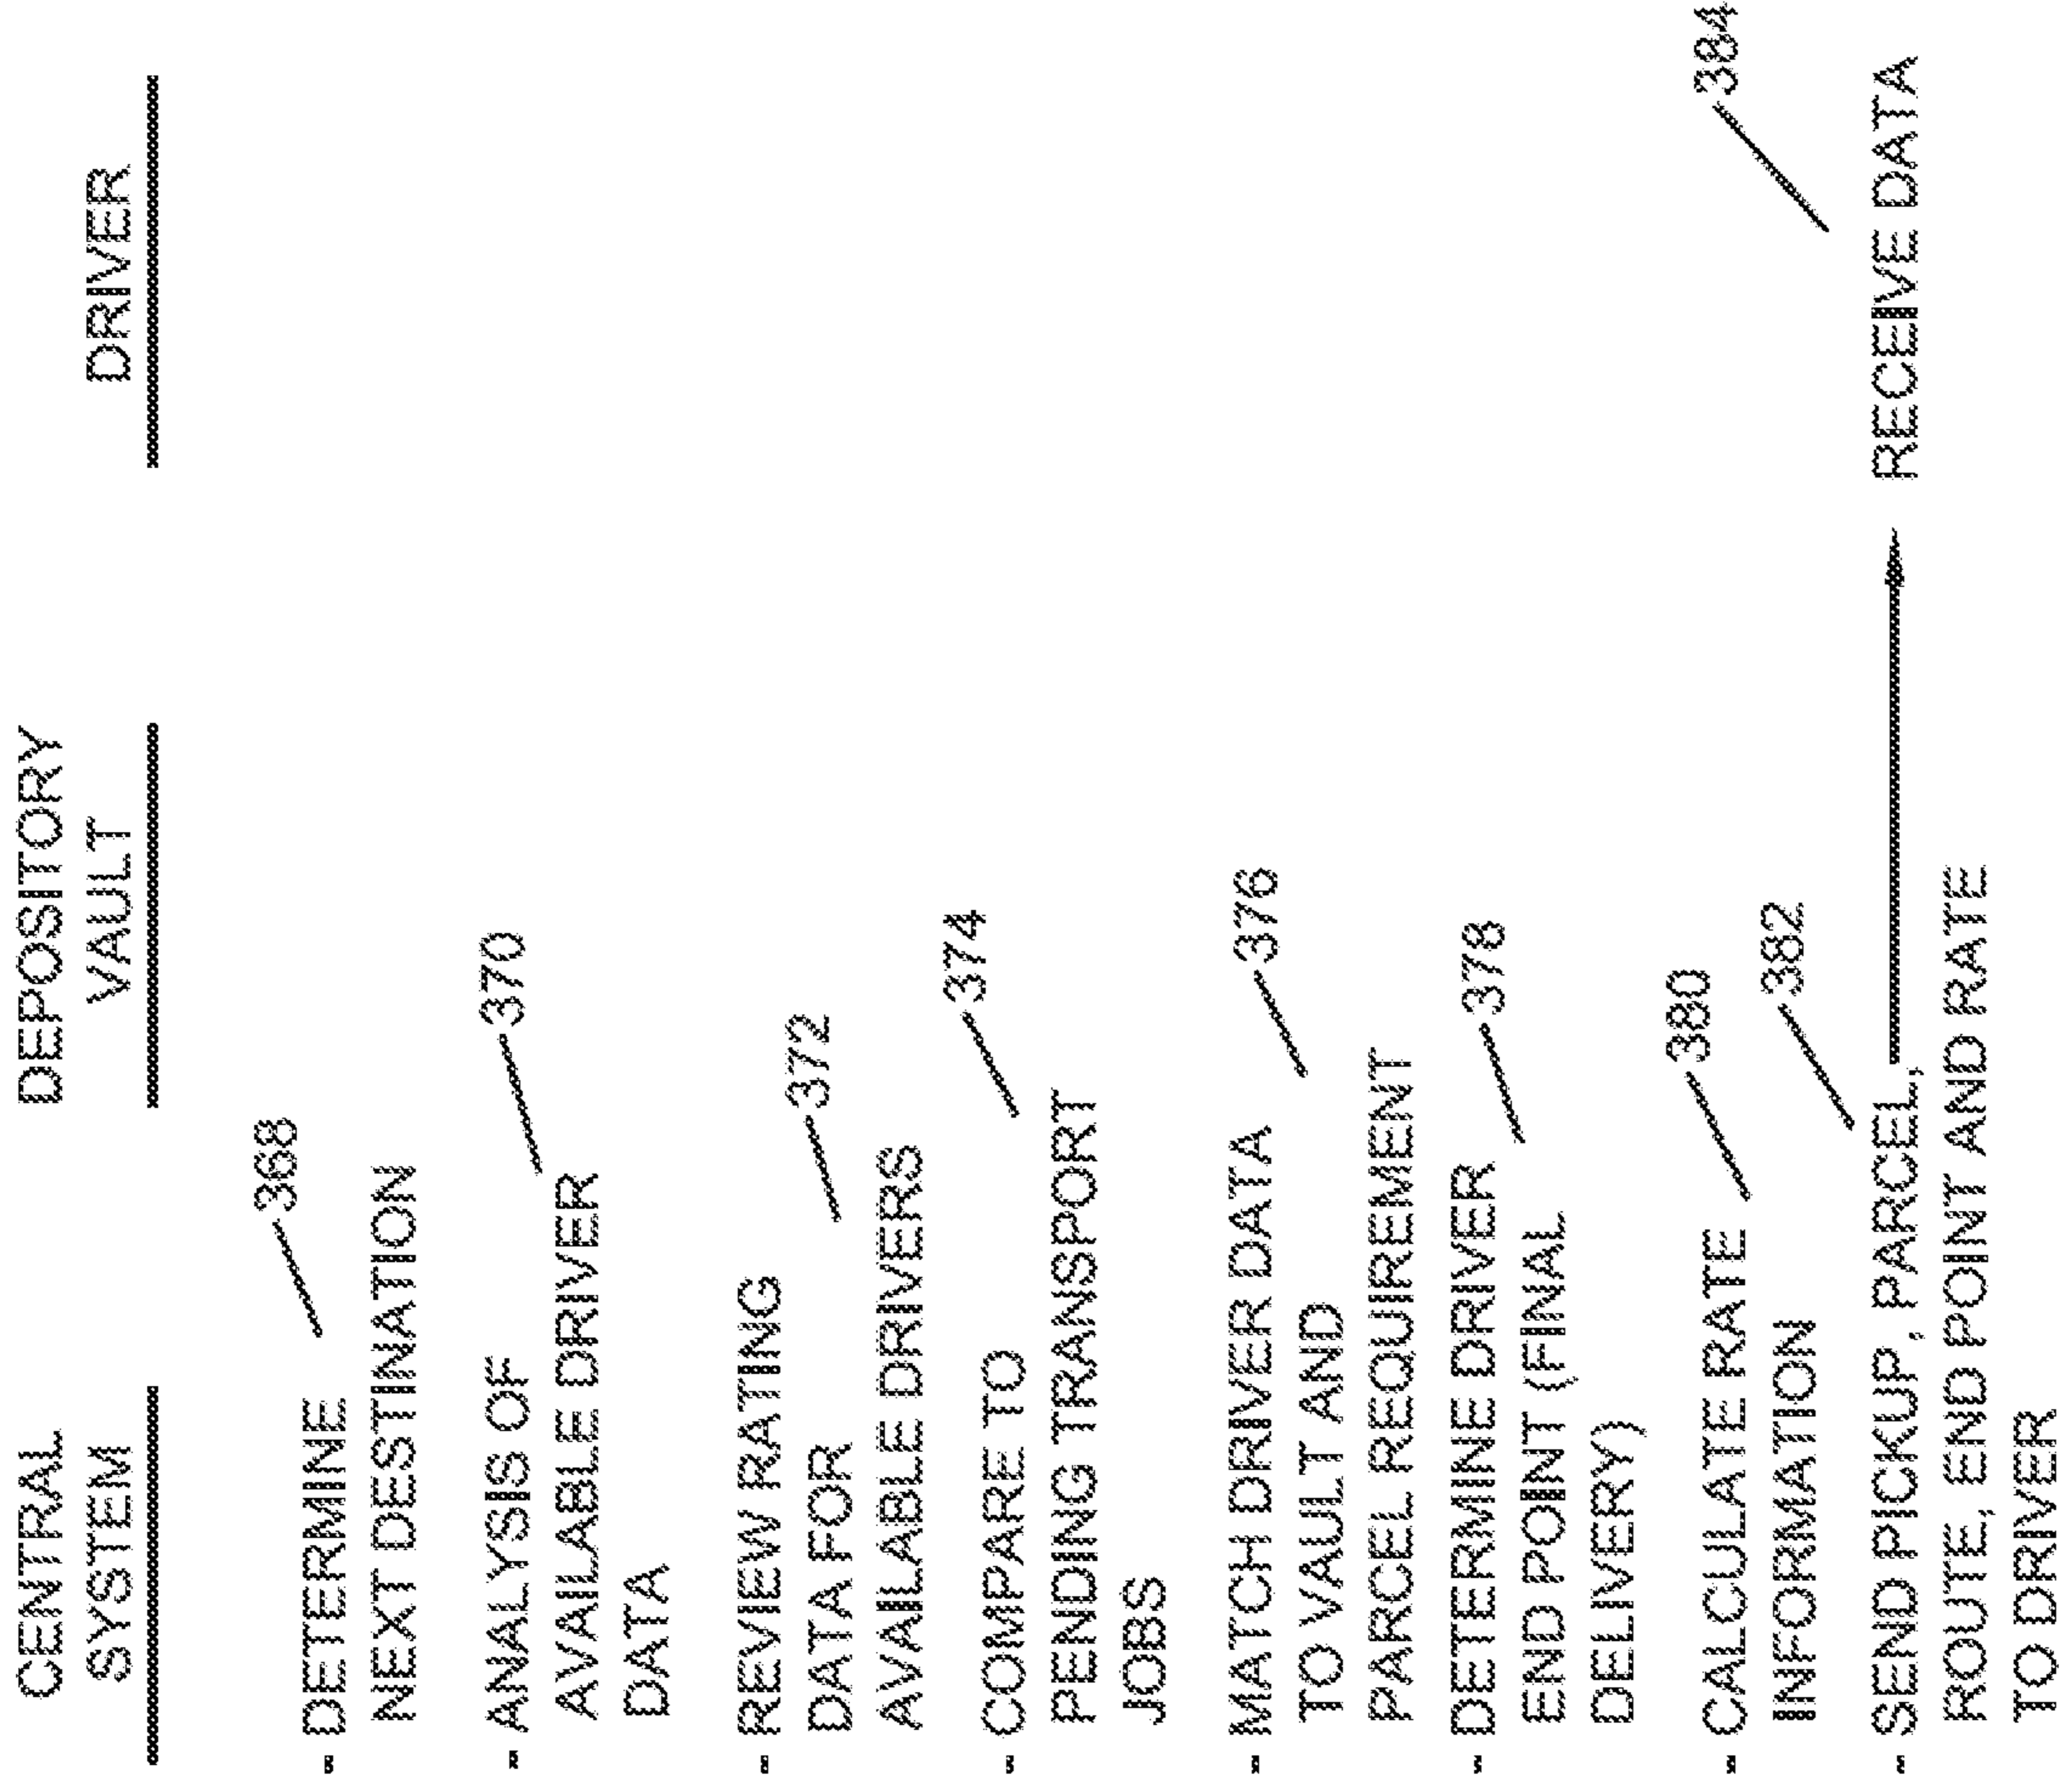 CENTRAL
SYSTEM
DEPOSITORY
VAULT
DRIVER
368
- DETERMINE
NEXT DESTINATION
370
- ANALYSIS OF
AVAILABLE DRIVER
DATA
372
- REVIEW RATING
DATA FOR
AVAILABLE DRIVERS
374
- COMPARE TO
PENDING TRANSPORT
JOBS
376
- MATCH DRIVER DATA
TO VAULT AND
PARCEL REQUIREMENT
378
- DETERMINE DRIVER
END POINT (FINAL
DELIVERY)
380
- CALCULATE RATE
INFORMATION
382
- SEND PICKUP, PARCEL,
ROUTE, END POINT AND RATE
TO DRIVER
384
RECEIVE DATA